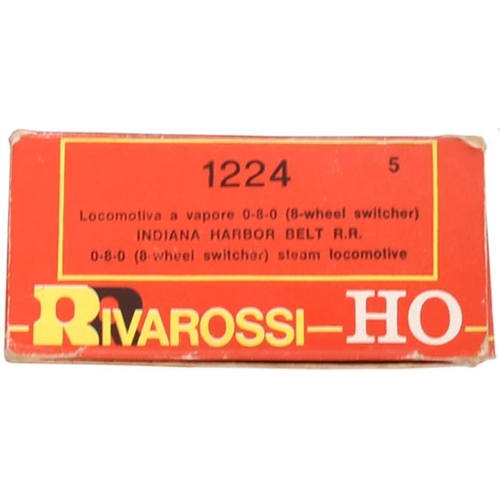 1224 5
Locomotiva a vapore 0-8-0 (8-wheel switcher)
INDIANA HARBOR BELT R.R.
0-8-0 (8-wheel switcher) steam locomotive
RIVAROSSI—HO